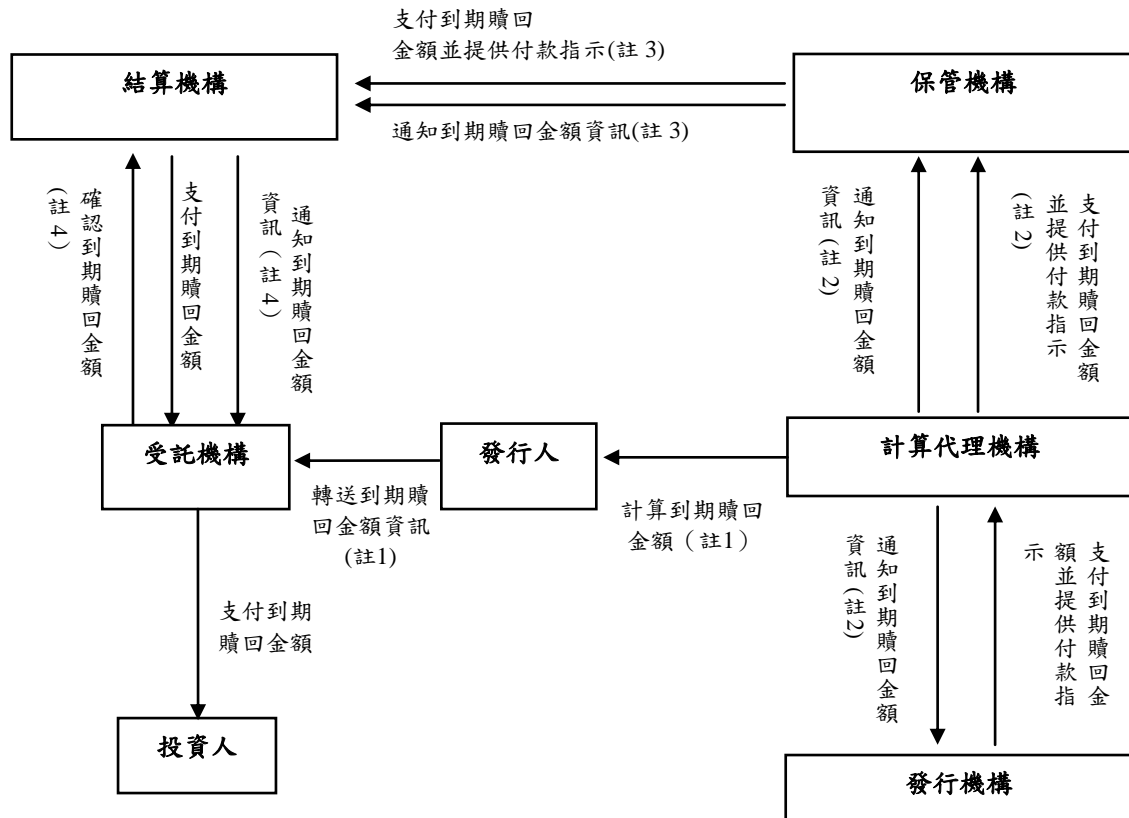 支付到期贖回
金額並提供付款指示(註 3)
結算機構
保管機構
通知到期贖回金額資訊(註 3)
確認到期贖回金額
(註 4)
支付到期贖回金額
通知到期贖回金額
資訊(註 4)
通知到期贖回金額
資訊(註 2)
支付到期贖回金額
並提供付款指示
(註 2)
受託機構
發行人
計算代理機構
轉送到期贖
回金額資訊
(註1)
計算到期贖回
金額（註1）
通知到期贖回金額
資訊(註2)
支付到期贖回金
額並提供付款指
示
支付到期
贖回金額
投資人
發行機構